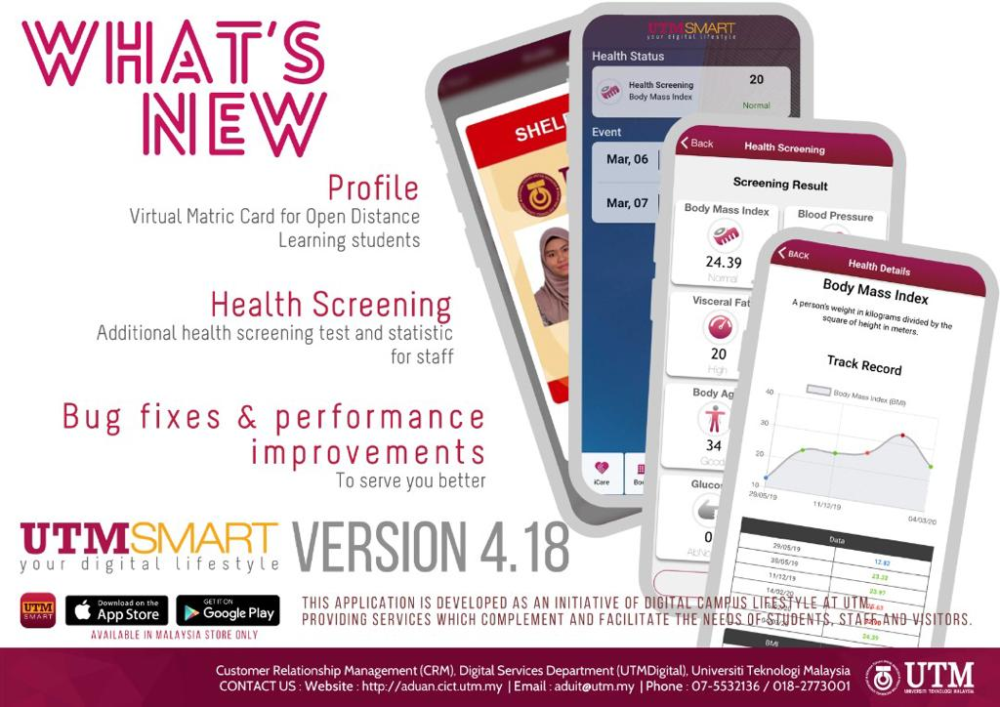 WHAT'S
NEW
Profile
Virtual Matric Card for Open Distance
Learning students
Health Screening
Additional health screening test and statistic
for staff
Bug fixes & performance
improvements
To serve you better
UTMSMART
your digital lifestyle
VERSION 4.18
UTM
SMART
Download on the
App Store
GET IT ON
Google Play
AVAILABLE IN MALAYSIA STORE ONLY
THIS APPLICATION IS DEVELOPED AS AN INITIATIVE OF DIGITAL CAMPUS LIFESTYLE AT UTM.
PROVIDING SERVICES WHICH COMPLEMENT AND FACILITATE THE NEEDS OF STUDENTS, STAFF AND VISITORS.
SHEL
UTMSMART
your digital lifestyle
Health Status
Health Screening
Body Mass Index
20
Normal
Event
Mar, 06
Mar, 07
iCare
Back
Health Screening
Screening Result
Body Mass Index
24.39
Normal
Blood Pressure
Visceral Fat
20
High
Body Ag
34
Good
Gluco
0
BACK
Health Details
Body Mass Index
A person's weight in kilograms divided by the
square of height in meters.
Track Record
Body Mass Index (BMI)
40
30
20
10
29/05/19
11/12/19
04/03/20
Data
29/05/19 12.82
30/05/19 23.32
11/12/19 23.97
14/02/20
24.39
BMI
Customer Relationship Management (CRM), Digital Services Department (UTMDigital), Universiti Teknologi Malaysia
CONTACT US : Website : http://aduan.cict.utm.my | Email : aduit@utm.my | Phone : 07-5532136 / 018-2773001
UTM
UNIVERSITI TEKNOLOGI MALAYSIA